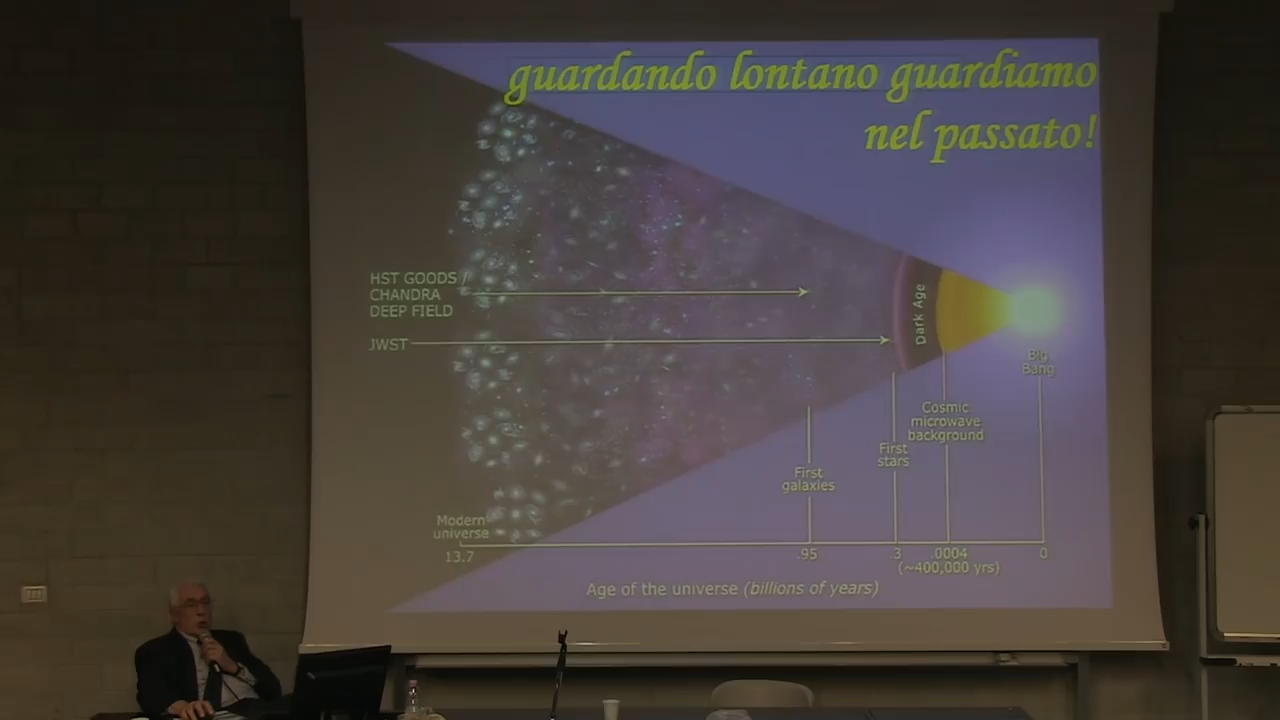 guardando lontano guardiamo
nel passato!
HST GOODS /
CHANDRA
DEEP FIELD
JWST
Dark Age
Big
Bang
Cosmic
microwave
background
First
stars
First
galaxies
Modern
universe
13.7
.95
.3
.0004
0
(~400,000 yrs)
Age of the universe (billions of years)